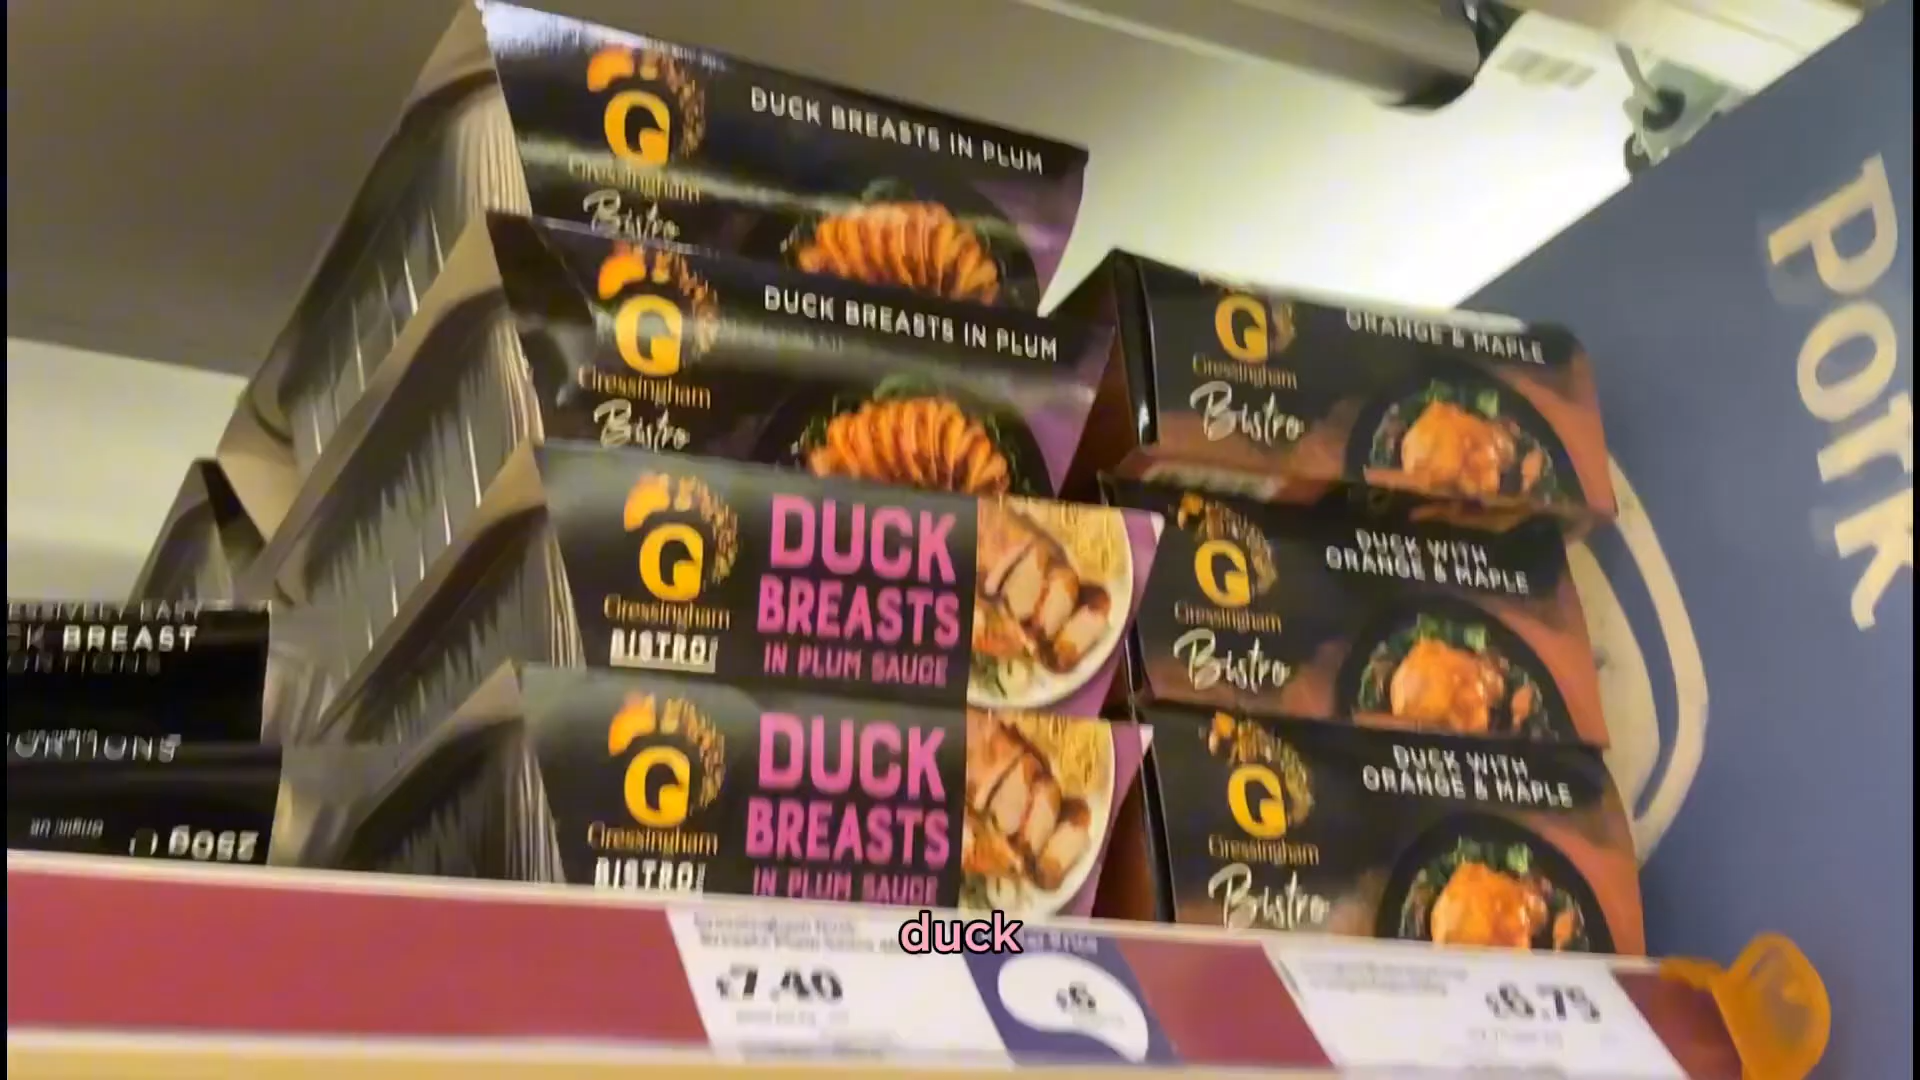 DUCK BREASTS IN PLUM
Gressingham
Bistro
DUCK BREASTS IN PLUM
Gressingham
Bistro
DUCK
BREASTS
IN PLUM SAUCE
Gressingham
BISTRO
DUCK
BREASTS
IN PLUM SAUCE
Gressingham
BISTRO
ORANGE & MAPLE
Gressingham
Bistro
DUCK WITH
ORANGE & MAPLE
Gressingham
Bistro
DUCK WITH
ORANGE & MAPLE
Gressingham
Bistro
Pork
BREAST
250g
duck
£7.40
£6
£6.75